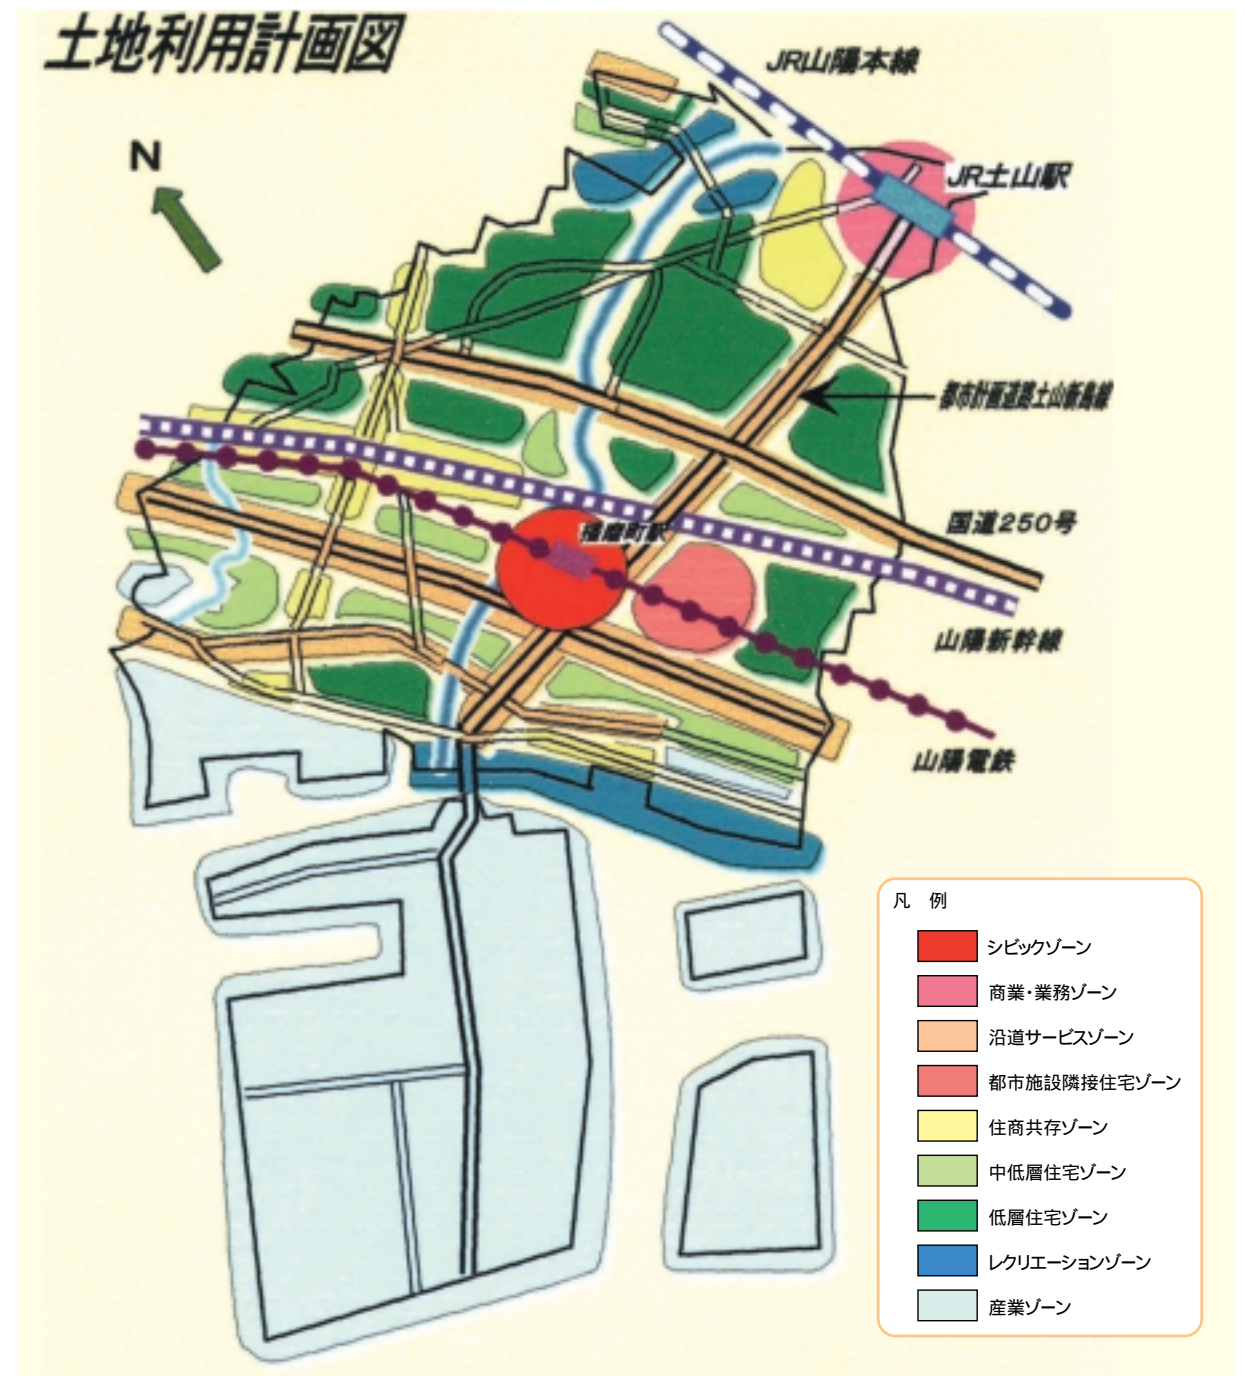 土地利用計画図
JR山陽本線
N
JR土山駅
都市計画道路土山新島線
国道250号
播磨町駅
山陽新幹線
山陽電鉄
凡 例
シビックゾーン
商業・業務ゾーン
沿道サービスゾーン
都市施設隣接住宅ゾーン
住商共存ゾーン
中低層住宅ゾーン
低層住宅ゾーン
レクリエーションゾーン
産業ゾーン